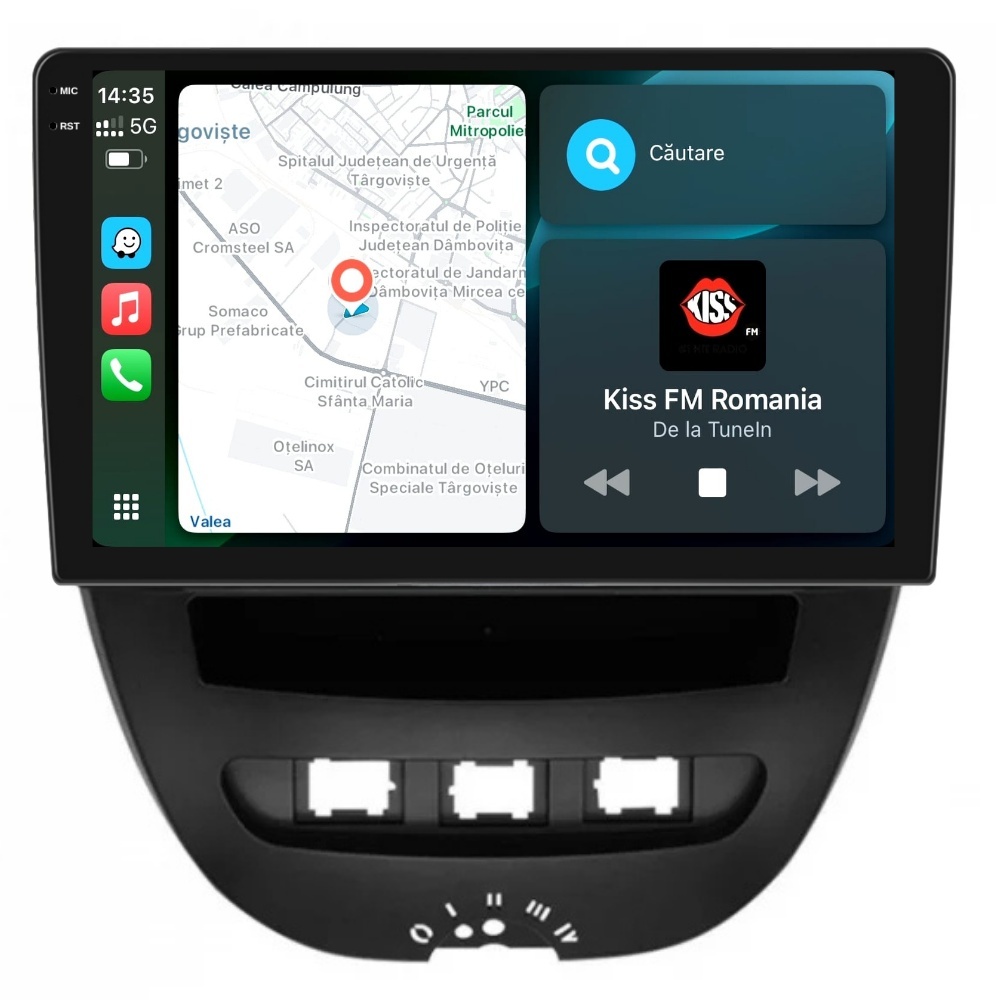 MIC
RST
14:35
5G
Calea Câmpulung
goviște
Parcul
Mitropoliei
Spitalul Județean de Urgență
Târgoviște
imet 2
ASO
Cromsteel SA
Inspectoratul de Poliție
Județean Dâmbovița
ectoratul de Jandarm
Dâmbovița Mircea ce
Somaco
Grup Prefabricate
Cimitirul Catolic
Sfânta Maria
YPC
Oțelinox
SA
Combinatul de Oțeluri
Speciale Târgoviște
Valea
Căutare
KISS
FM
Kiss FM Romania
De la TuneIn
O I II III IV